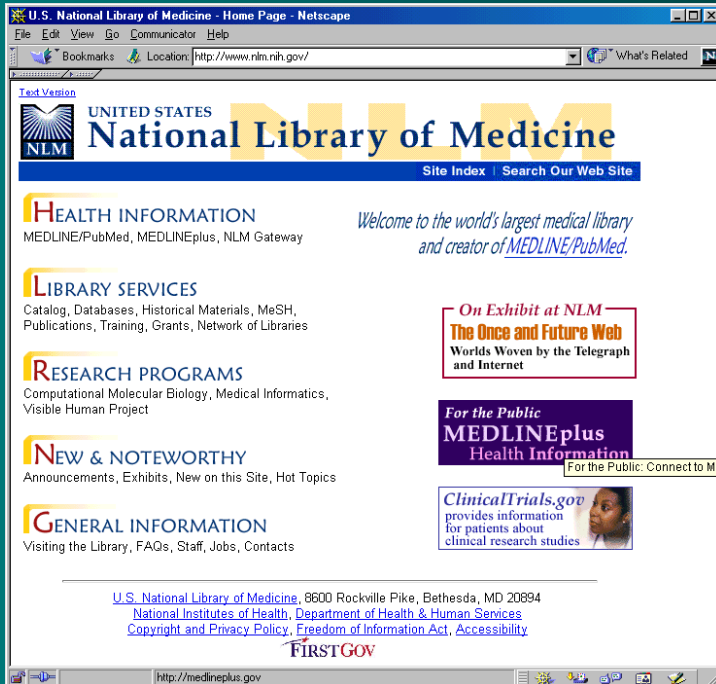 U.S. National Library of Medicine - Home Page - Netscape
File Edit View Go Communicator Help
Bookmarks Location: http://www.nlm.nih.gov/ What's Related
Text Version
NLM
UNITED STATES
National Library of Medicine
NLM
Site Index | Search Our Web Site
HEALTH INFORMATION
MEDLINE/PubMed, MEDLINEplus, NLM Gateway
Welcome to the world's largest medical library
and creator of MEDLINE/PubMed.
LIBRARY SERVICES
Catalog, Databases, Historical Materials, MeSH,
Publications, Training, Grants, Network of Libraries
On Exhibit at NLM
The Once and Future Web
Worlds Woven by the Telegraph
and Internet
RESEARCH PROGRAMS
Computational Molecular Biology, Medical Informatics,
Visible Human Project
For the Public
MEDLINEplus
Health Information
For the Public: Connect to M
NEW & NOTEWORTHY
Announcements, Exhibits, New on this Site, Hot Topics
ClinicalTrials.gov
provides information
for patients about
clinical research studies
GENERAL INFORMATION
Visiting the Library, FAQs, Staff, Jobs, Contacts
U.S. National Library of Medicine, 8600 Rockville Pike, Bethesda, MD 20894
National Institutes of Health, Department of Health & Human Services
Copyright and Privacy Policy, Freedom of Information Act, Accessibility
FIRSTGOV
http://medlineplus.gov